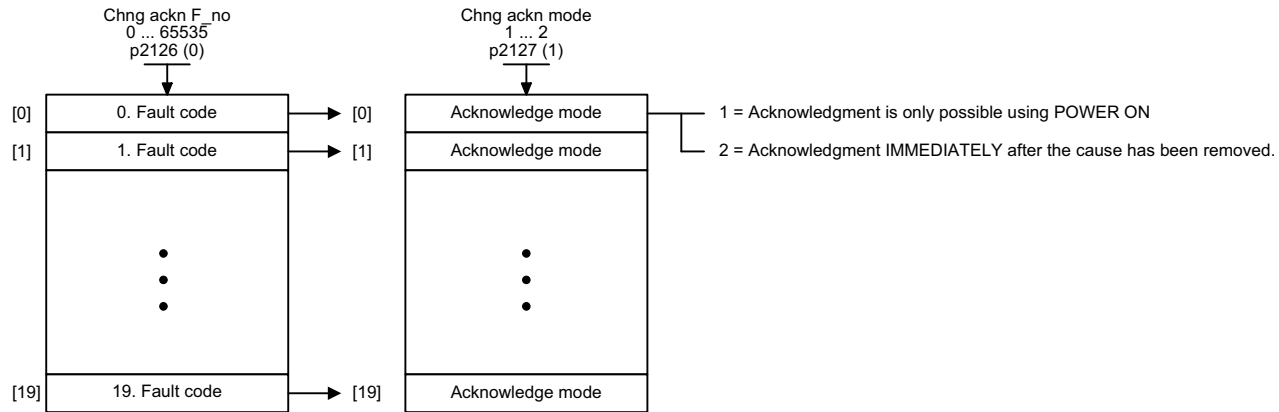 Chng ackn F_no
0 ... 65535
p2126 (0)
Chng ackn mode
1 ... 2
p2127 (1)
[0] 0. Fault code [0] Acknowledge mode 1 = Acknowledgment is only possible using POWER ON
[1] 1. Fault code [1] Acknowledge mode 2 = Acknowledgment IMMEDIATELY after the cause has been removed.
[19] 19. Fault code [19] Acknowledge mode